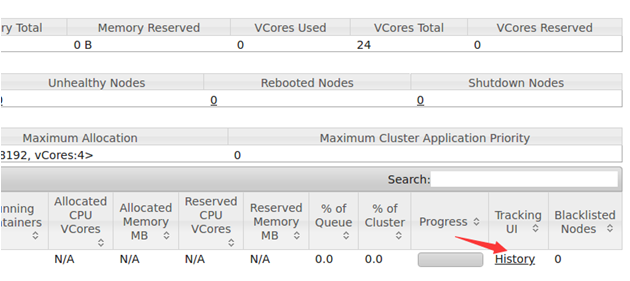 ry Total Memory Reserved VCores Used VCores Total VCores Reserved
0 B 0 24 0
Unhealthy Nodes Rebooted Nodes Shutdown Nodes
0 0
Maximum Allocation Maximum Cluster Application Priority
8192, vCores:4> 0
Search:
unning Allocated Allocated Reserved Reserved % of % of Progress Tracking Blacklisted
tainers CPU Memory CPU Memory Queue Cluster UI Nodes
VCores MB VCores MB
N/A N/A N/A N/A 0.0 0.0 History 0